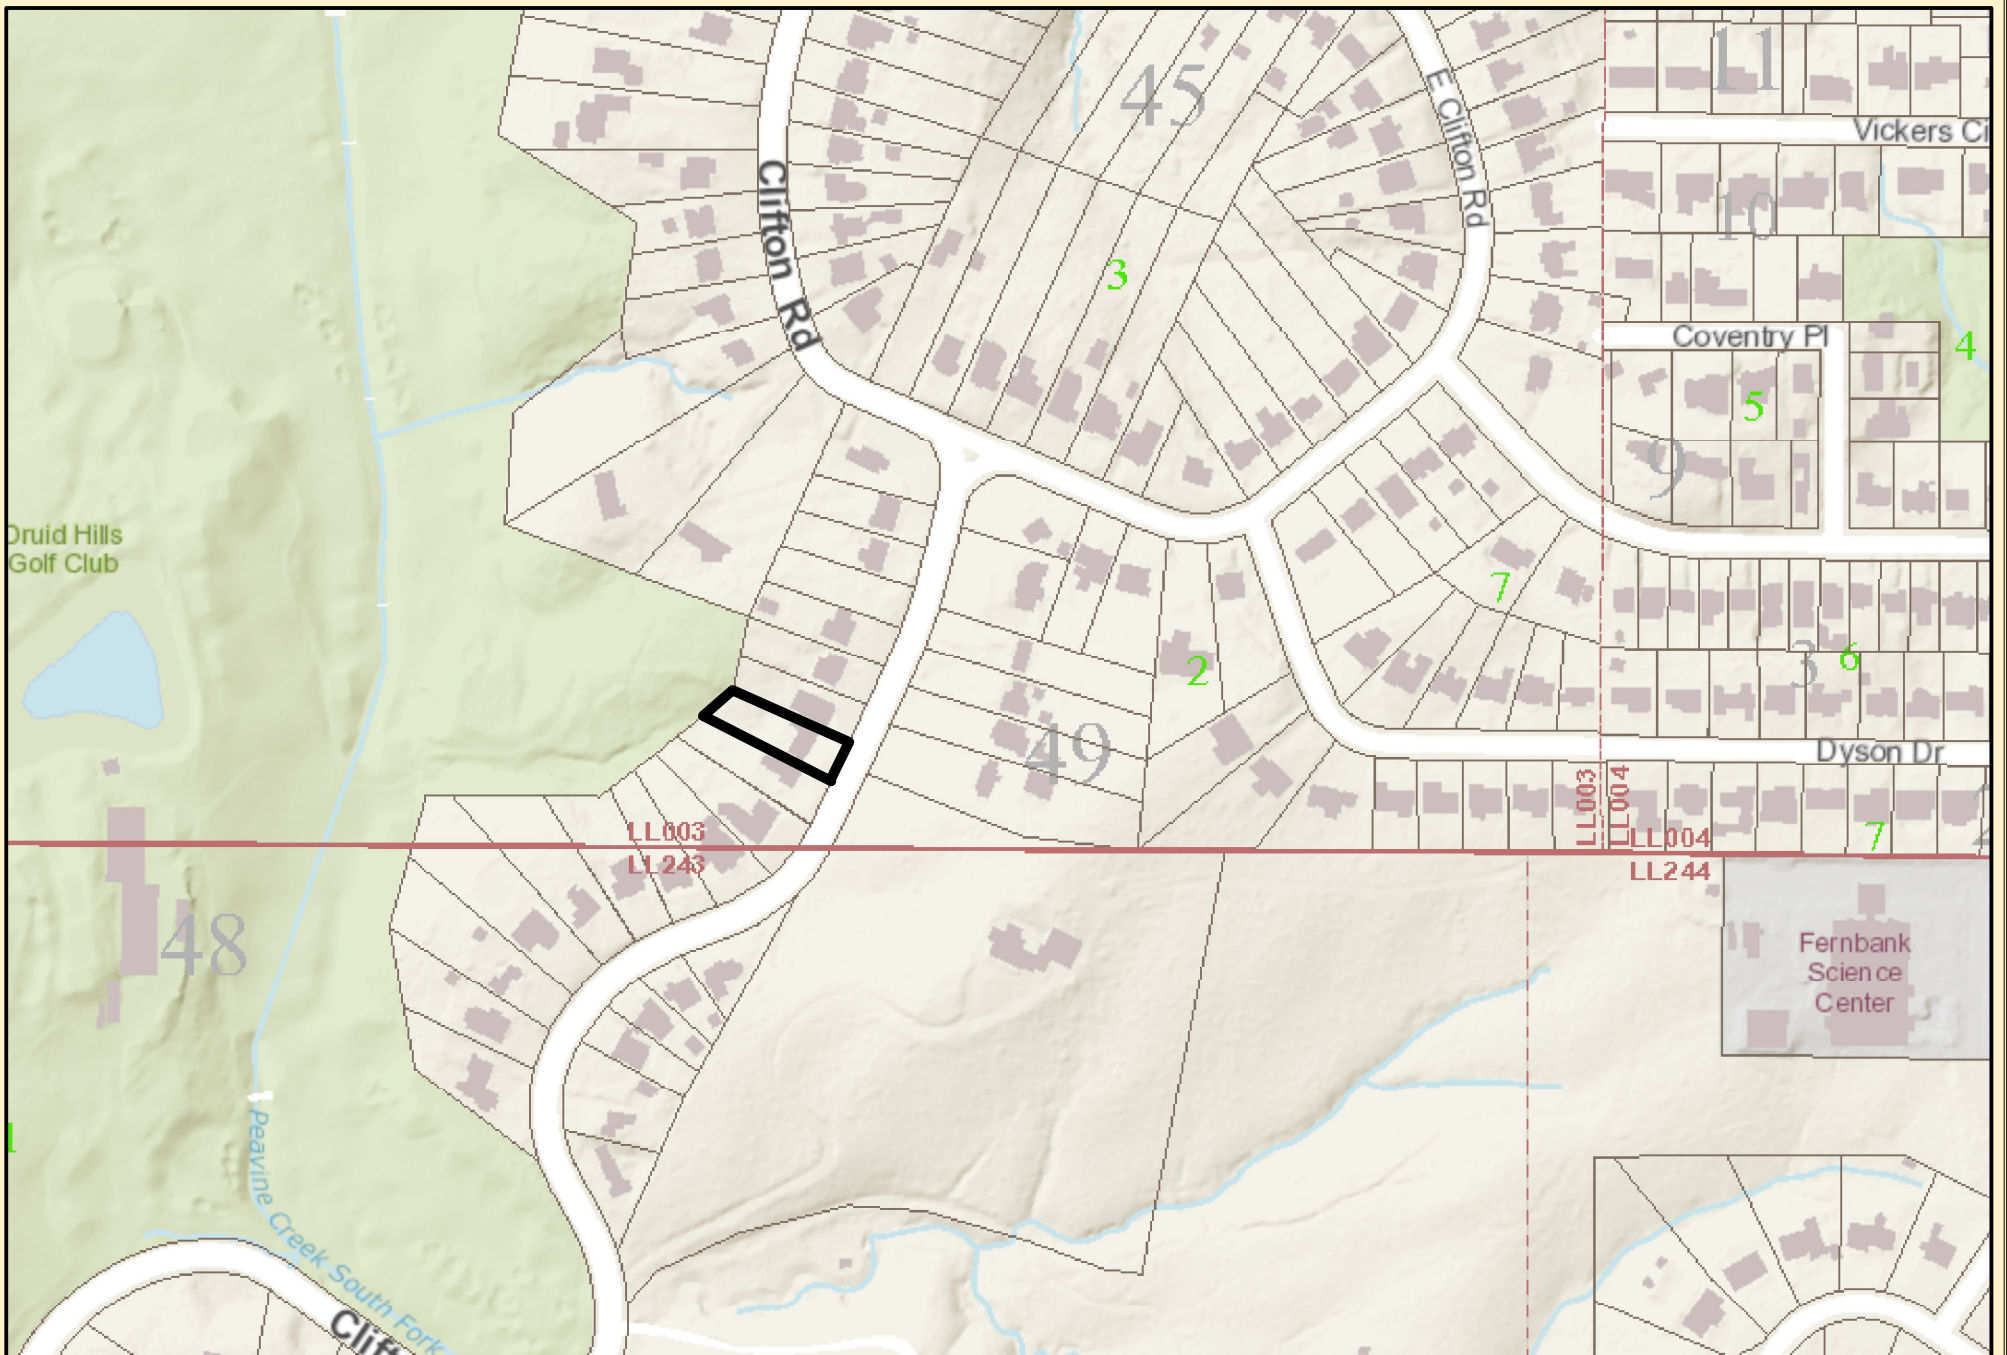 11
45
E Clifton Rd
Vickers Ci
Clifton Rd
10
3
Coventry Pl
4
5
9
Druid Hills
Golf Club
7
2
3
6
49
Dyson Dr
LL003
LL004
LL003
LL243
LL004
LL244
7
48
Fernbank
Science
Center
1
Peavine Creek South Fork
Clift